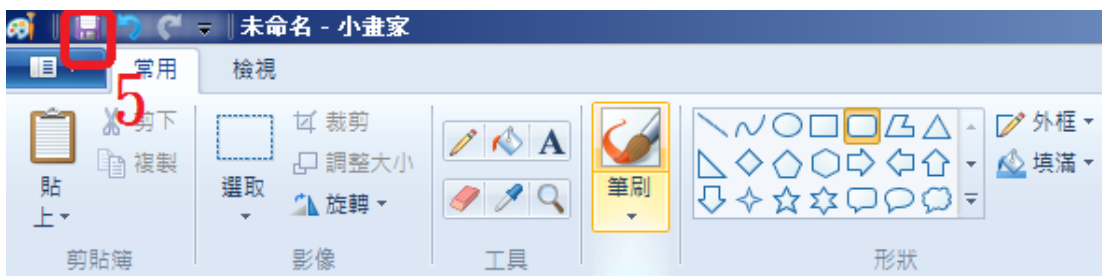 未命名 - 小畫家
常用
檢視
5
剪下
複製
貼上
剪貼簿
選取
裁剪
調整大小
旋轉
影像
A
工具
筆刷
外框
填滿
形狀